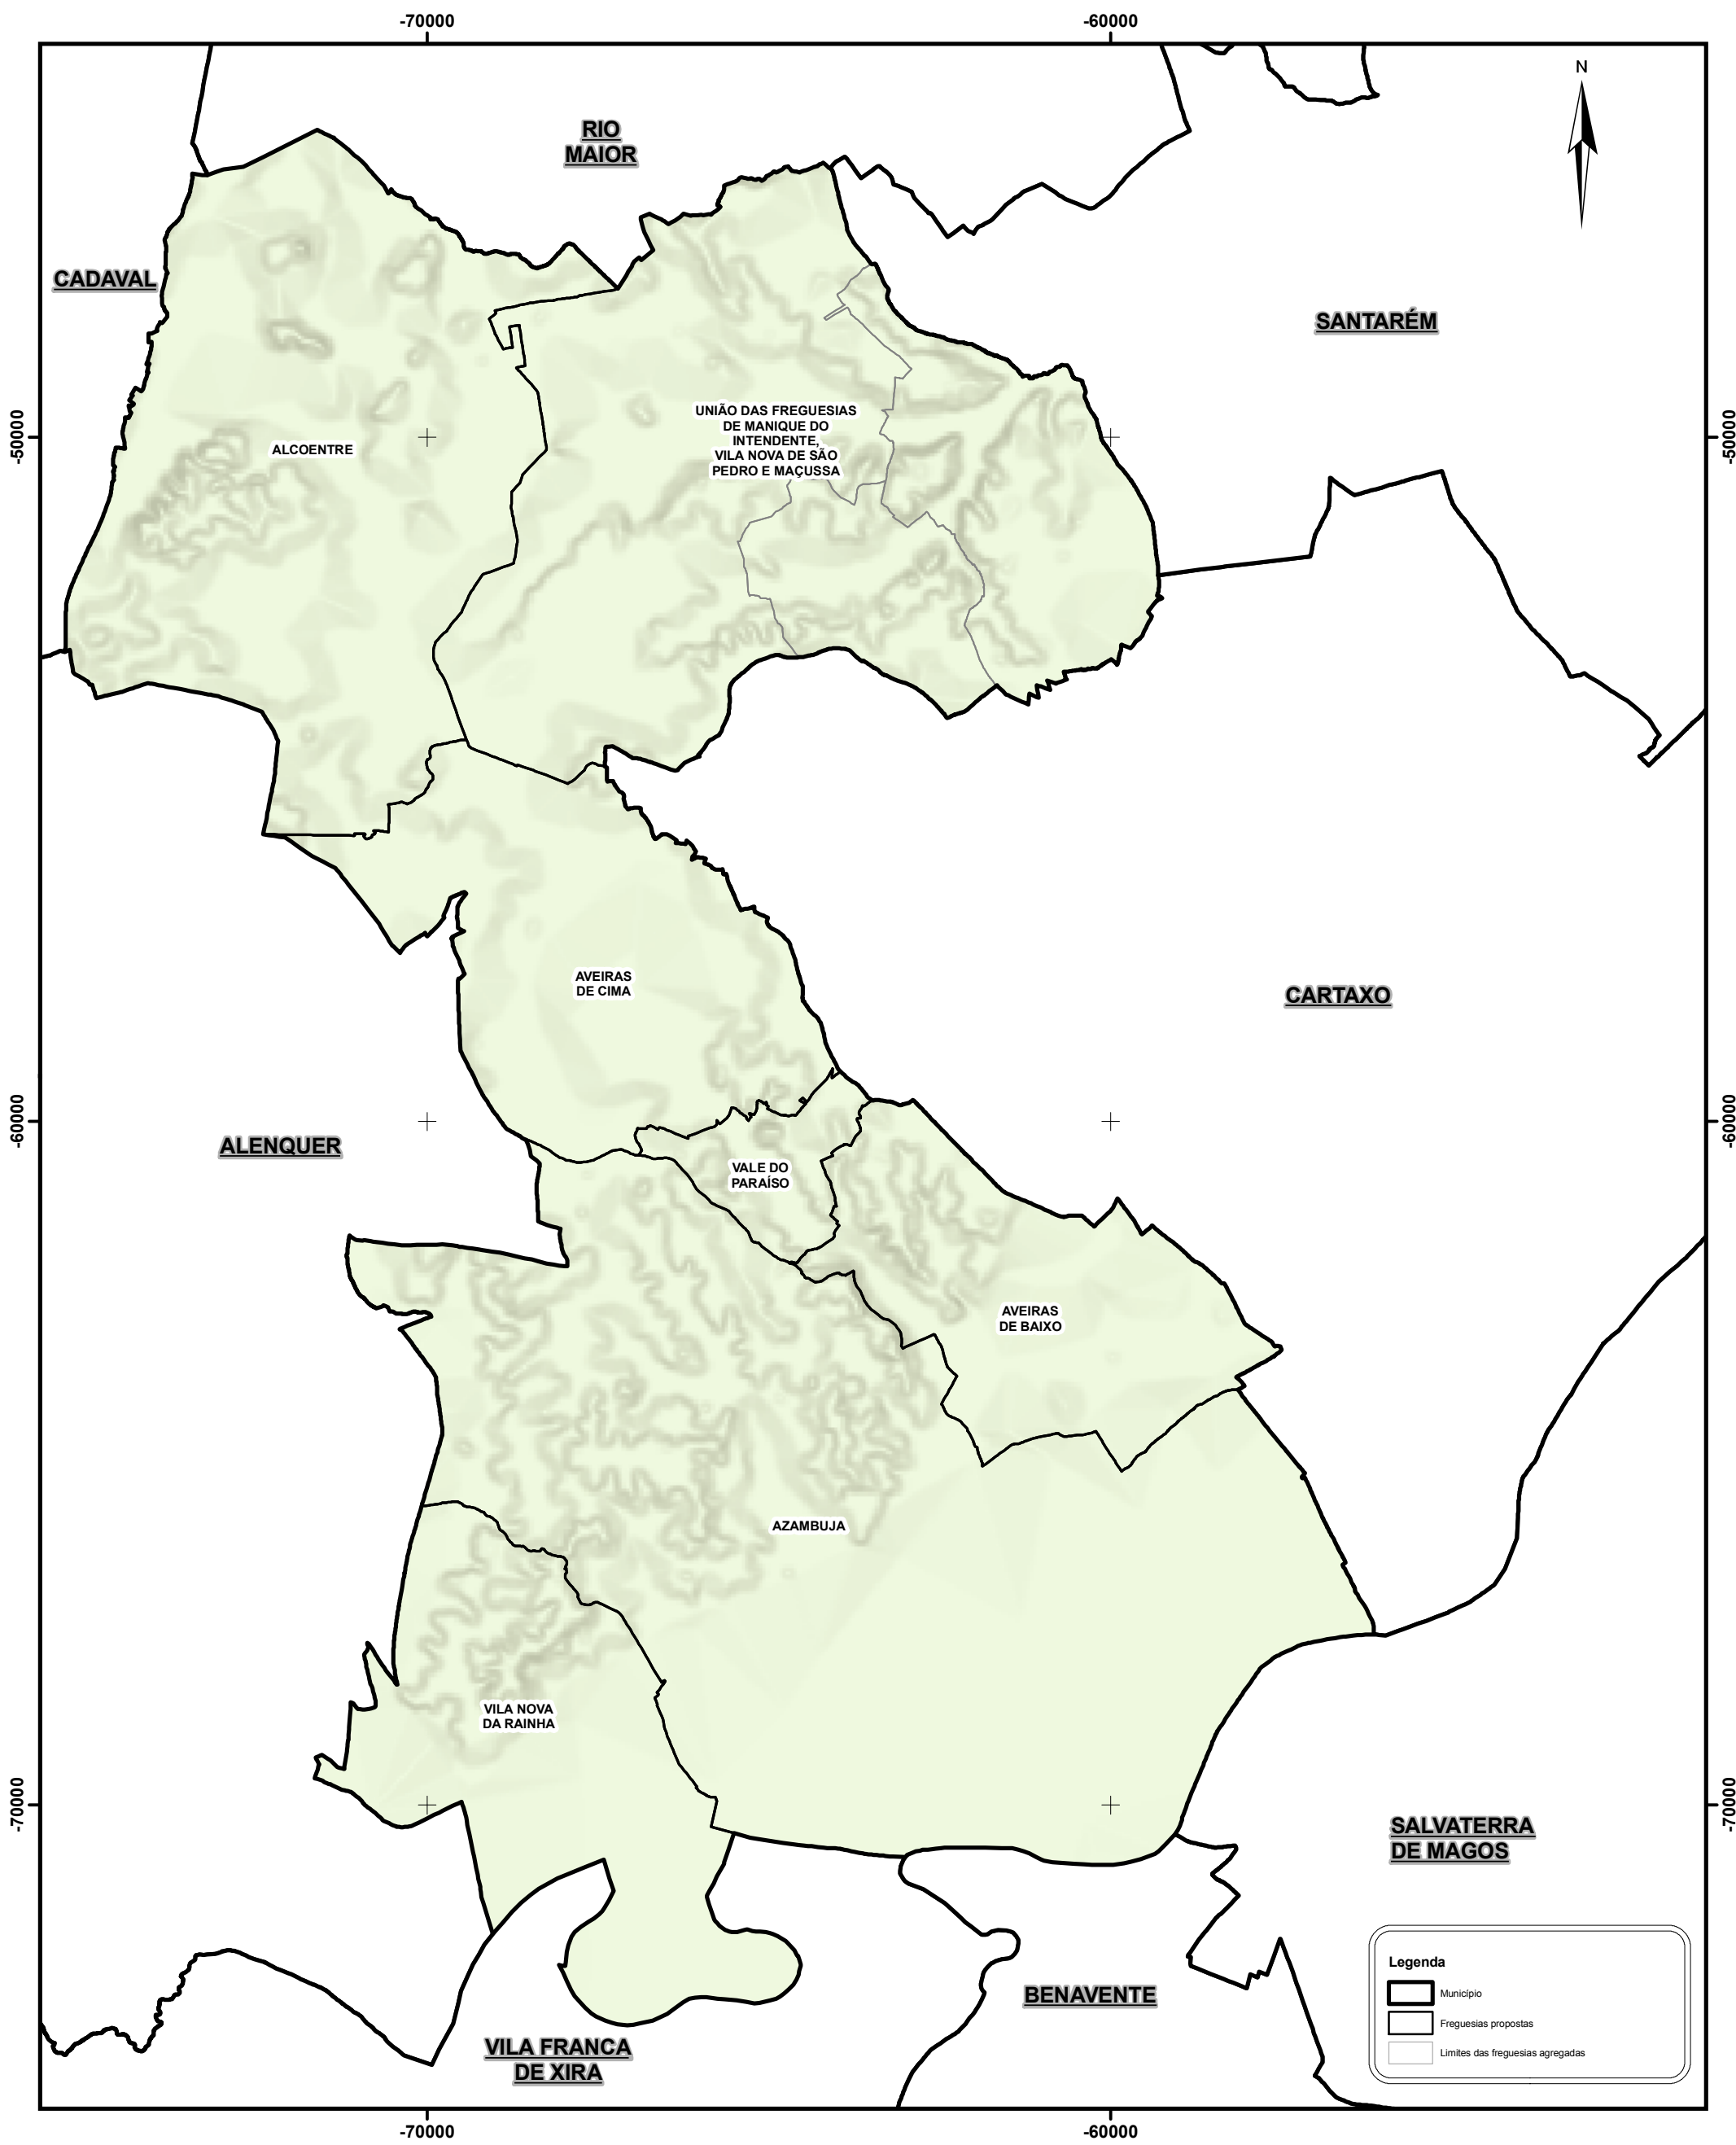 -70000
-60000
N
RIO
MAIOR
CADAVAL
SANTARÉM
-50000
-50000
UNIÃO DAS FREGUESIAS
DE MANIQUE DO
INTENDENTE,
VILA NOVA DE SÃO
PEDRO E MAÇUSSA
ALCOENTRE
AVEIRAS
DE CIMA
CARTAXO
-60000
-60000
ALENQUER
VALE DO
PARAÍSO
AVEIRAS
DE BAIXO
AZAMBUJA
VILA NOVA
DA RAINHA
-70000
-70000
SALVATERRA
DE MAGOS
BENAVENTE
VILA FRANCA
DE XIRA
Legenda
Município
Freguesias propostas
Limites das freguesias agregadas
-70000
-60000